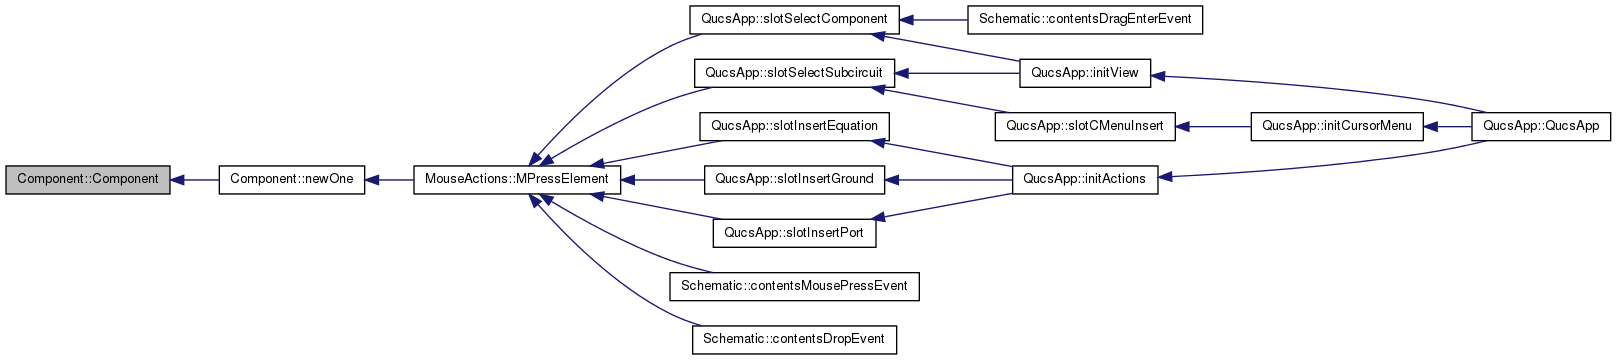 Component::Component
Component::newOne
MouseActions::MPressElement
QucsApp::slotSelectComponent
Schematic::contentsDragEnterEvent
QucsApp::initView
QucsApp::QucsApp
QucsApp::slotSelectSubcircuit
QucsApp::slotCMenuInsert
QucsApp::initCursorMenu
QucsApp::slotInsertEquation
QucsApp::initActions
QucsApp::slotInsertGround
QucsApp::slotInsertPort
Schematic::contentsMousePressEvent
Schematic::contentsDropEvent